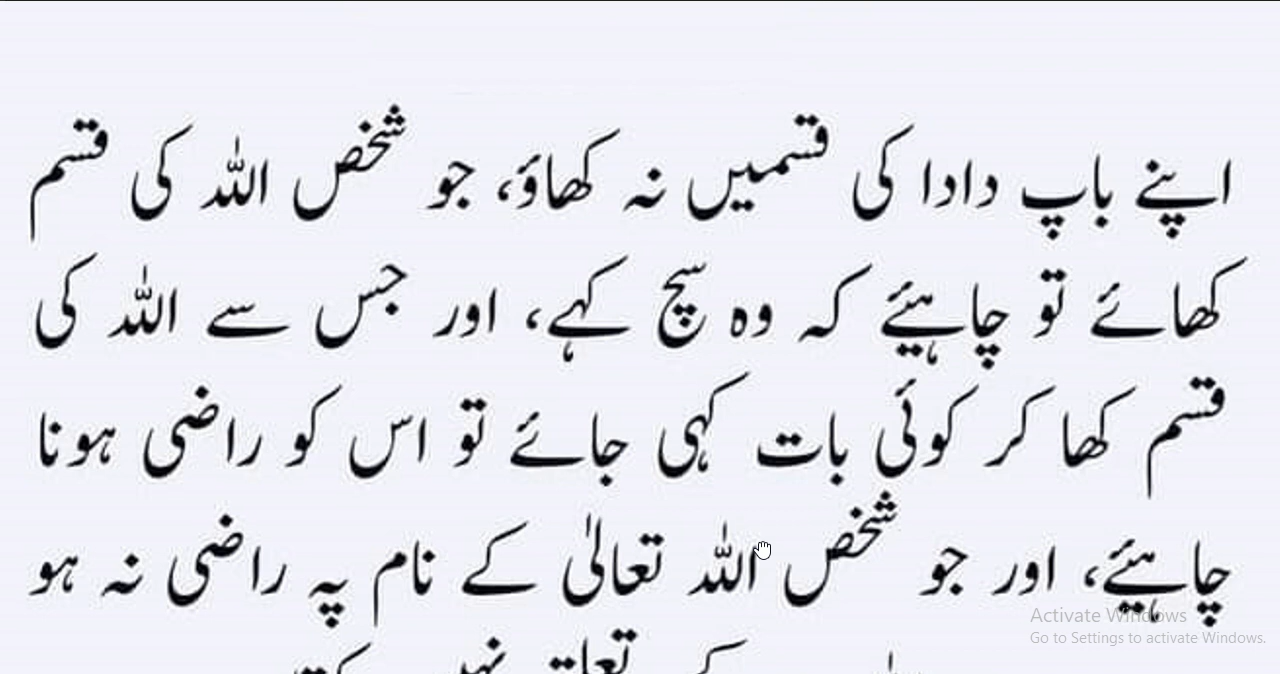 اپنے باپ دادا کی قسمیں نہ کھاؤ، جو شخص اللہ کی قسم
کھائے تو چاہیئے کہ وہ سچ کہے، اور جس سے اللہ کی
قسم کھا کر کوئی بات کہی جائے تو اس کو راضی ہونا
چاہیئے، اور جو شخص اللہ تعالیٰ کے نام پہ راضی نہ ہو
تعلق نہیں
Activate Windows
Go to Settings to activate Windows.